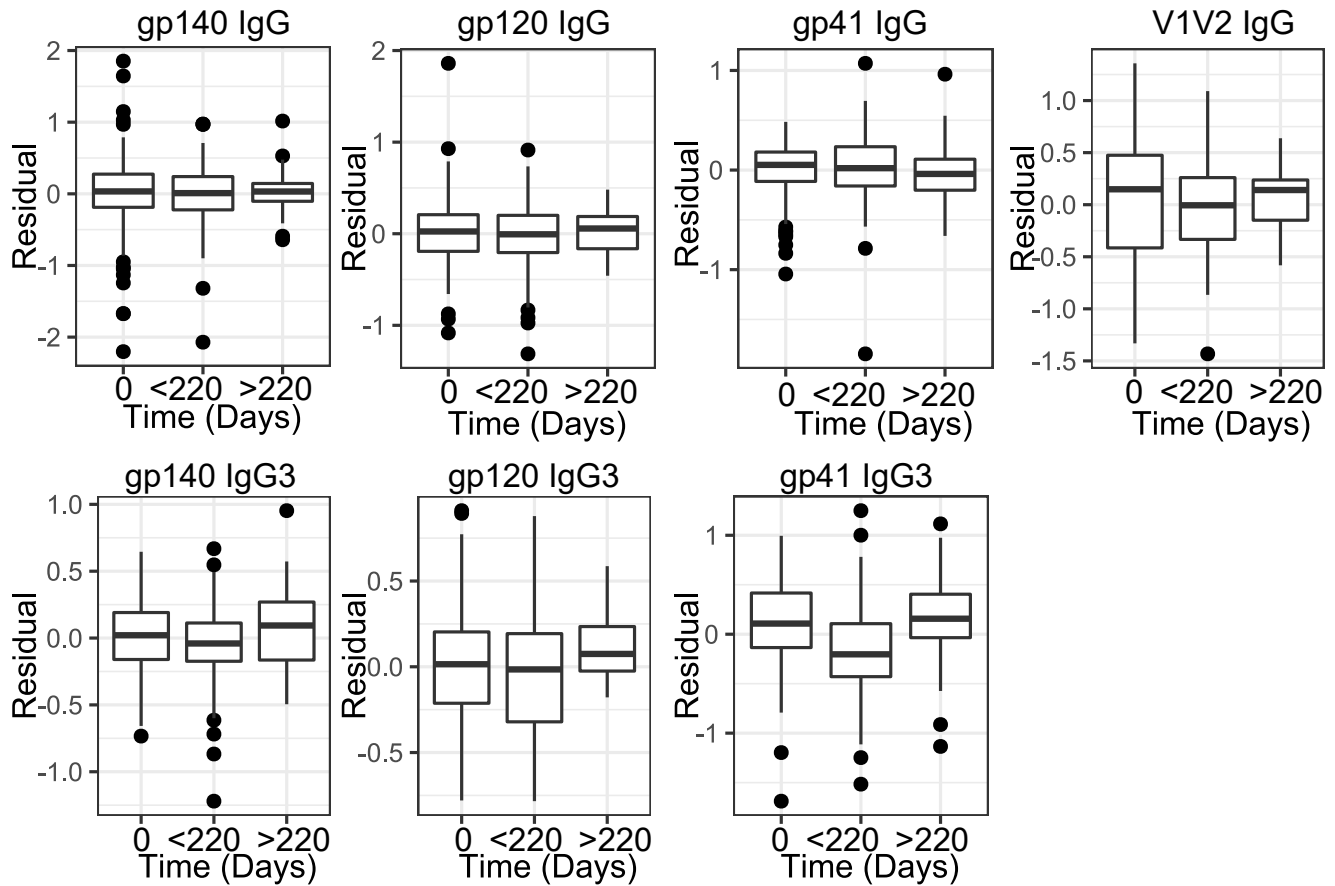 gp140 IgG
gp120 IgG
gp41 IgG
V1V2 IgG
Residual
2
1
0
-1
-2
0 <220 >220
Time (Days)
Residual
2
1
0
-1
0 <220 >220
Time (Days)
Residual
1
0
-1
0 <220 >220
Time (Days)
Residual
1.0
0.5
0.0
-0.5
-1.0
-1.5
0 <220 >220
Time (Days)
gp140 IgG3
gp120 IgG3
gp41 IgG3
Residual
1.0
0.5
0.0
-0.5
-1.0
0 <220 >220
Time (Days)
Residual
0.5
0.0
-0.5
0 <220 >220
Time (Days)
Residual
1
0
-1
0 <220 >220
Time (Days)